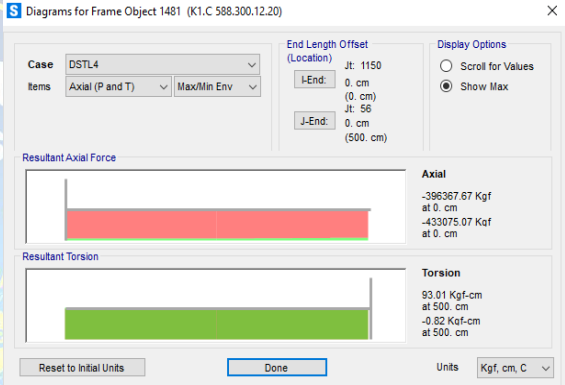 S Diagrams for Frame Object 1481 (K1.C 588.300.12.20)
Case DSTL4
Items Axial (P and T) Max/Min Env
End Length Offset
(Location)
Jt: 1150
I-End: 0. cm
(0. cm)
Jt: 56
J-End: 0. cm
(500. cm)
Display Options
Scroll for Values
Show Max
Resultant Axial Force
Axial
-396367.67 Kgf
at 0. cm
-433075.07 Kgf
at 0. cm
Resultant Torsion
Torsion
93.01 Kgf-cm
at 500. cm
-0.82 Kgf-cm
at 500. cm
Reset to Initial Units
Done
Units Kgf, cm, C